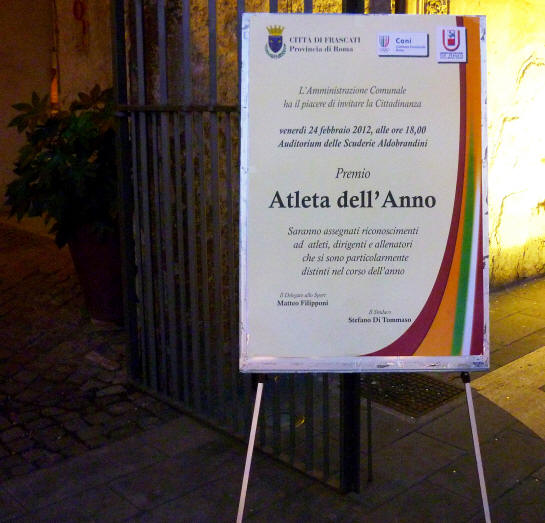 CITTÀ DI FRASCATI
Provincia di Roma
Coni
L'Amministrazione Comunale
ha il piacere di invitare la Cittadinanza
venerdì 24 febbraio 2012, alle ore 18,00
Auditorium delle Scuderie Aldobrandini
Premio
Atleta dell'Anno
Saranno assegnati riconoscimenti
ad atleti, dirigenti e allenatori
che si sono particolarmente
distinti nel corso dell'anno
Il Delegato allo Sport
Matteo Filipponi
Il Sindaco
Stefano Di Tommaso